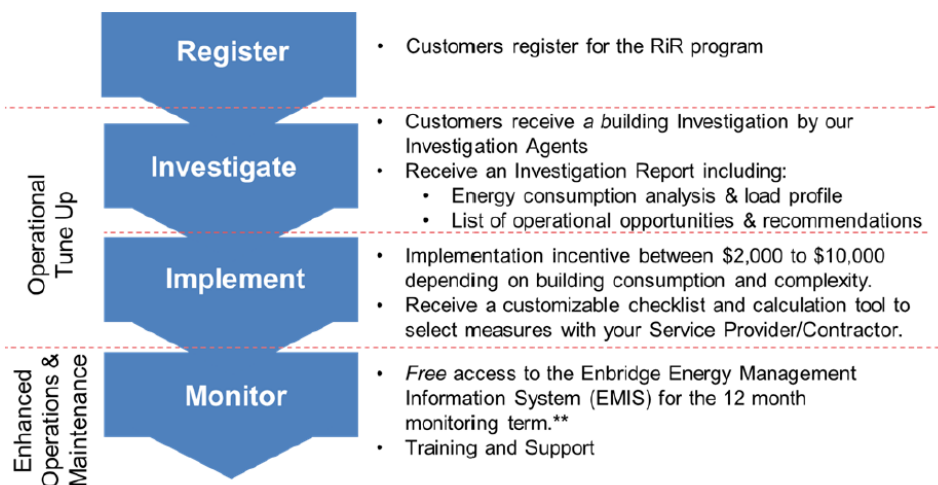 Register
• Customers register for the RiR program
Operational
Tune Up
Investigate
• Customers receive a building Investigation by our
Investigation Agents
• Receive an Investigation Report including:
• Energy consumption analysis & load profile
• List of operational opportunities & recommendations
Implement
• Implementation incentive between $2,000 to $10,000
depending on building consumption and complexity.
• Receive a customizable checklist and calculation tool to
select measures with your Service Provider/Contractor.
Enhanced
Operations &
Maintenance
Monitor
• Free access to the Enbridge Energy Management
Information System (EMIS) for the 12 month
monitoring term.**
• Training and Support